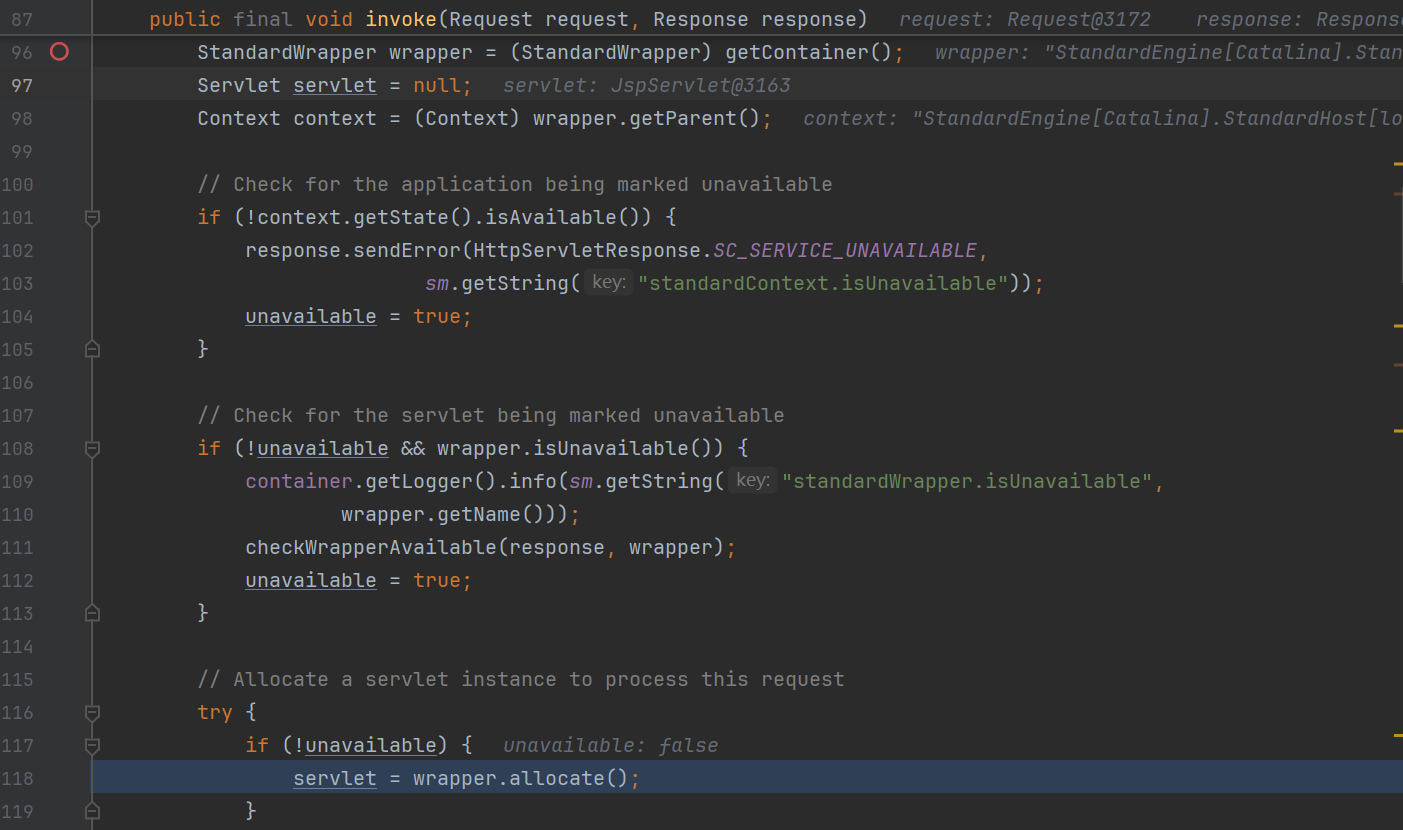 87 public final void invoke(Request request, Response response) request: Request@3172 response: Respons
96 StandardWrapper wrapper = (StandardWrapper) getContainer(); wrapper: "StandardEngine[Catalina].Stan
97 Servlet servlet = null; servlet: JspServlet@3163
98 Context context = (Context) wrapper.getParent(); context: "StandardEngine[Catalina].StandardHost[lo
99
100 // Check for the application being marked unavailable
101 if (!context.getState().isAvailable()) {
102 response.sendError(HttpServletResponse.SC_SERVICE_UNAVAILABLE,
103 sm.getString( key: "standardContext.isUnavailable"));
104 unavailable = true;
105 }
106
107 // Check for the servlet being marked unavailable
108 if (!unavailable && wrapper.isUnavailable()) {
109 container.getLogger().info(sm.getString( key: "standardWrapper.isUnavailable",
110 wrapper.getName()));
111 checkWrapperAvailable(response, wrapper);
112 unavailable = true;
113 }
114
115 // Allocate a servlet instance to process this request
116 try {
117 if (!unavailable) { unavailable: false
118 servlet = wrapper.allocate();
119 }